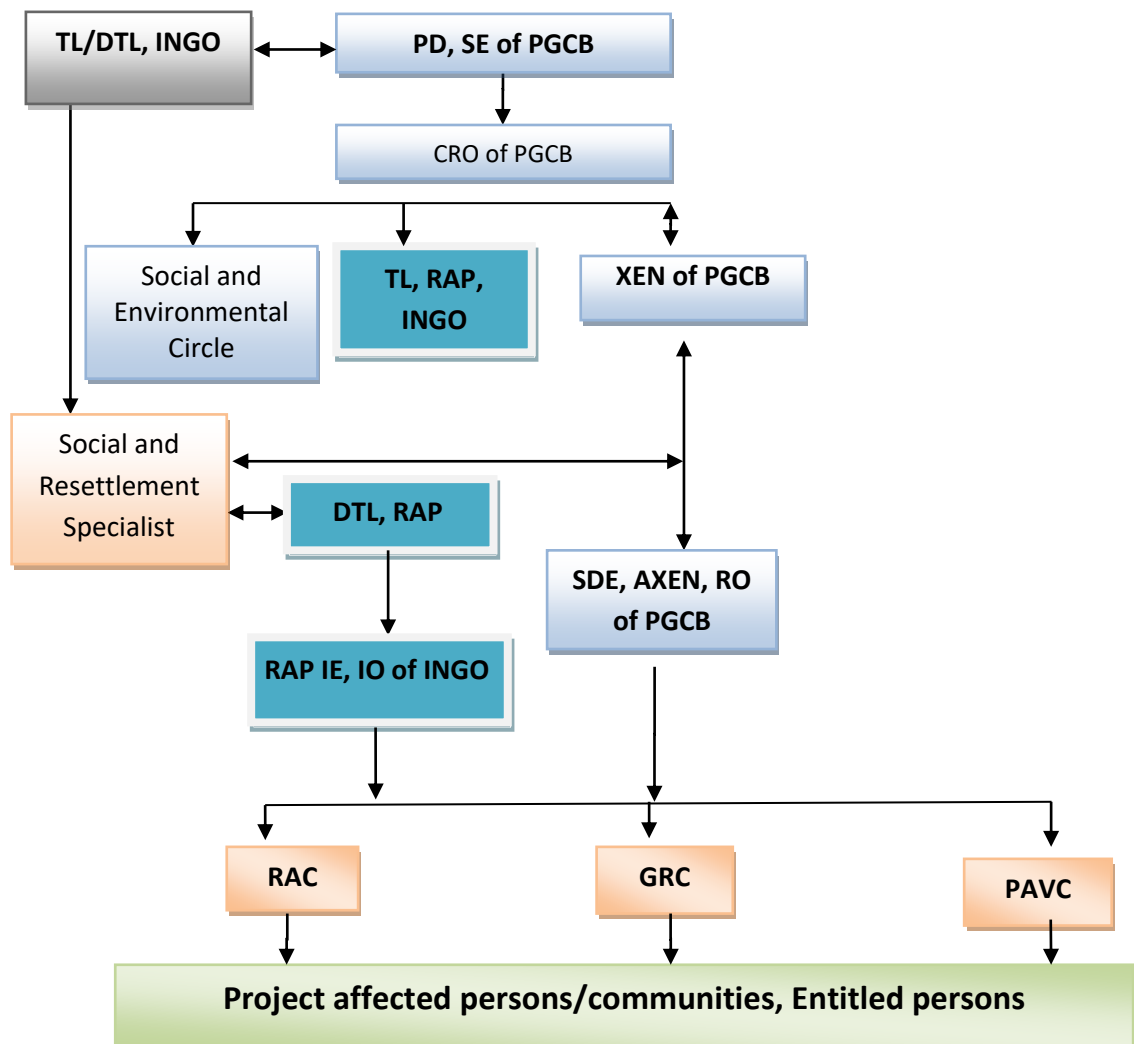 TL/DTL, INGO
PD, SE of PGCB
CRO of PGCB
Social and
Environmental
Circle
TL, RAP,
INGO
XEN of PGCB
Social and
Resettlement
Specialist
DTL, RAP
SDE, AXEN, RO
of PGCB
RAP IE, IO of INGO
RAC
GRC
PAVC
Project affected persons/communities, Entitled persons